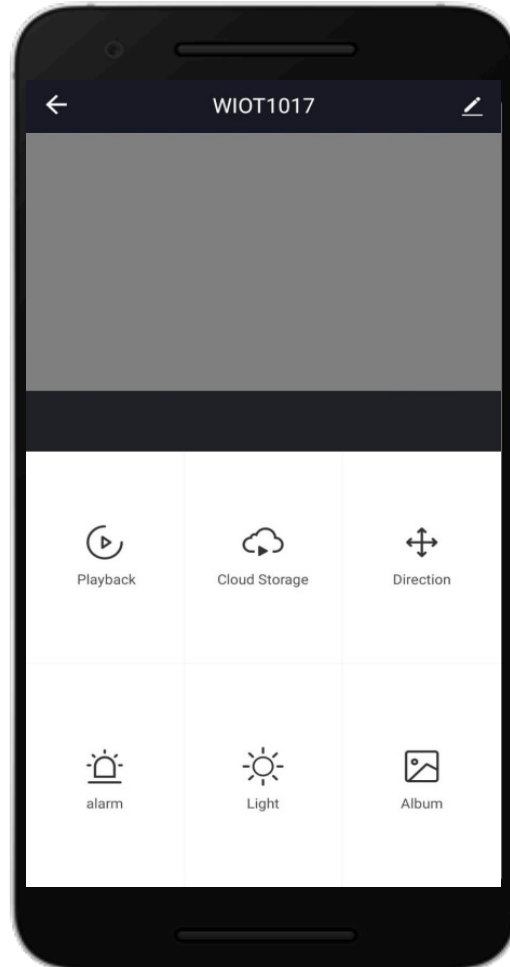 WIOT1017
Playback
Cloud Storage
Direction
alarm
Light
Album